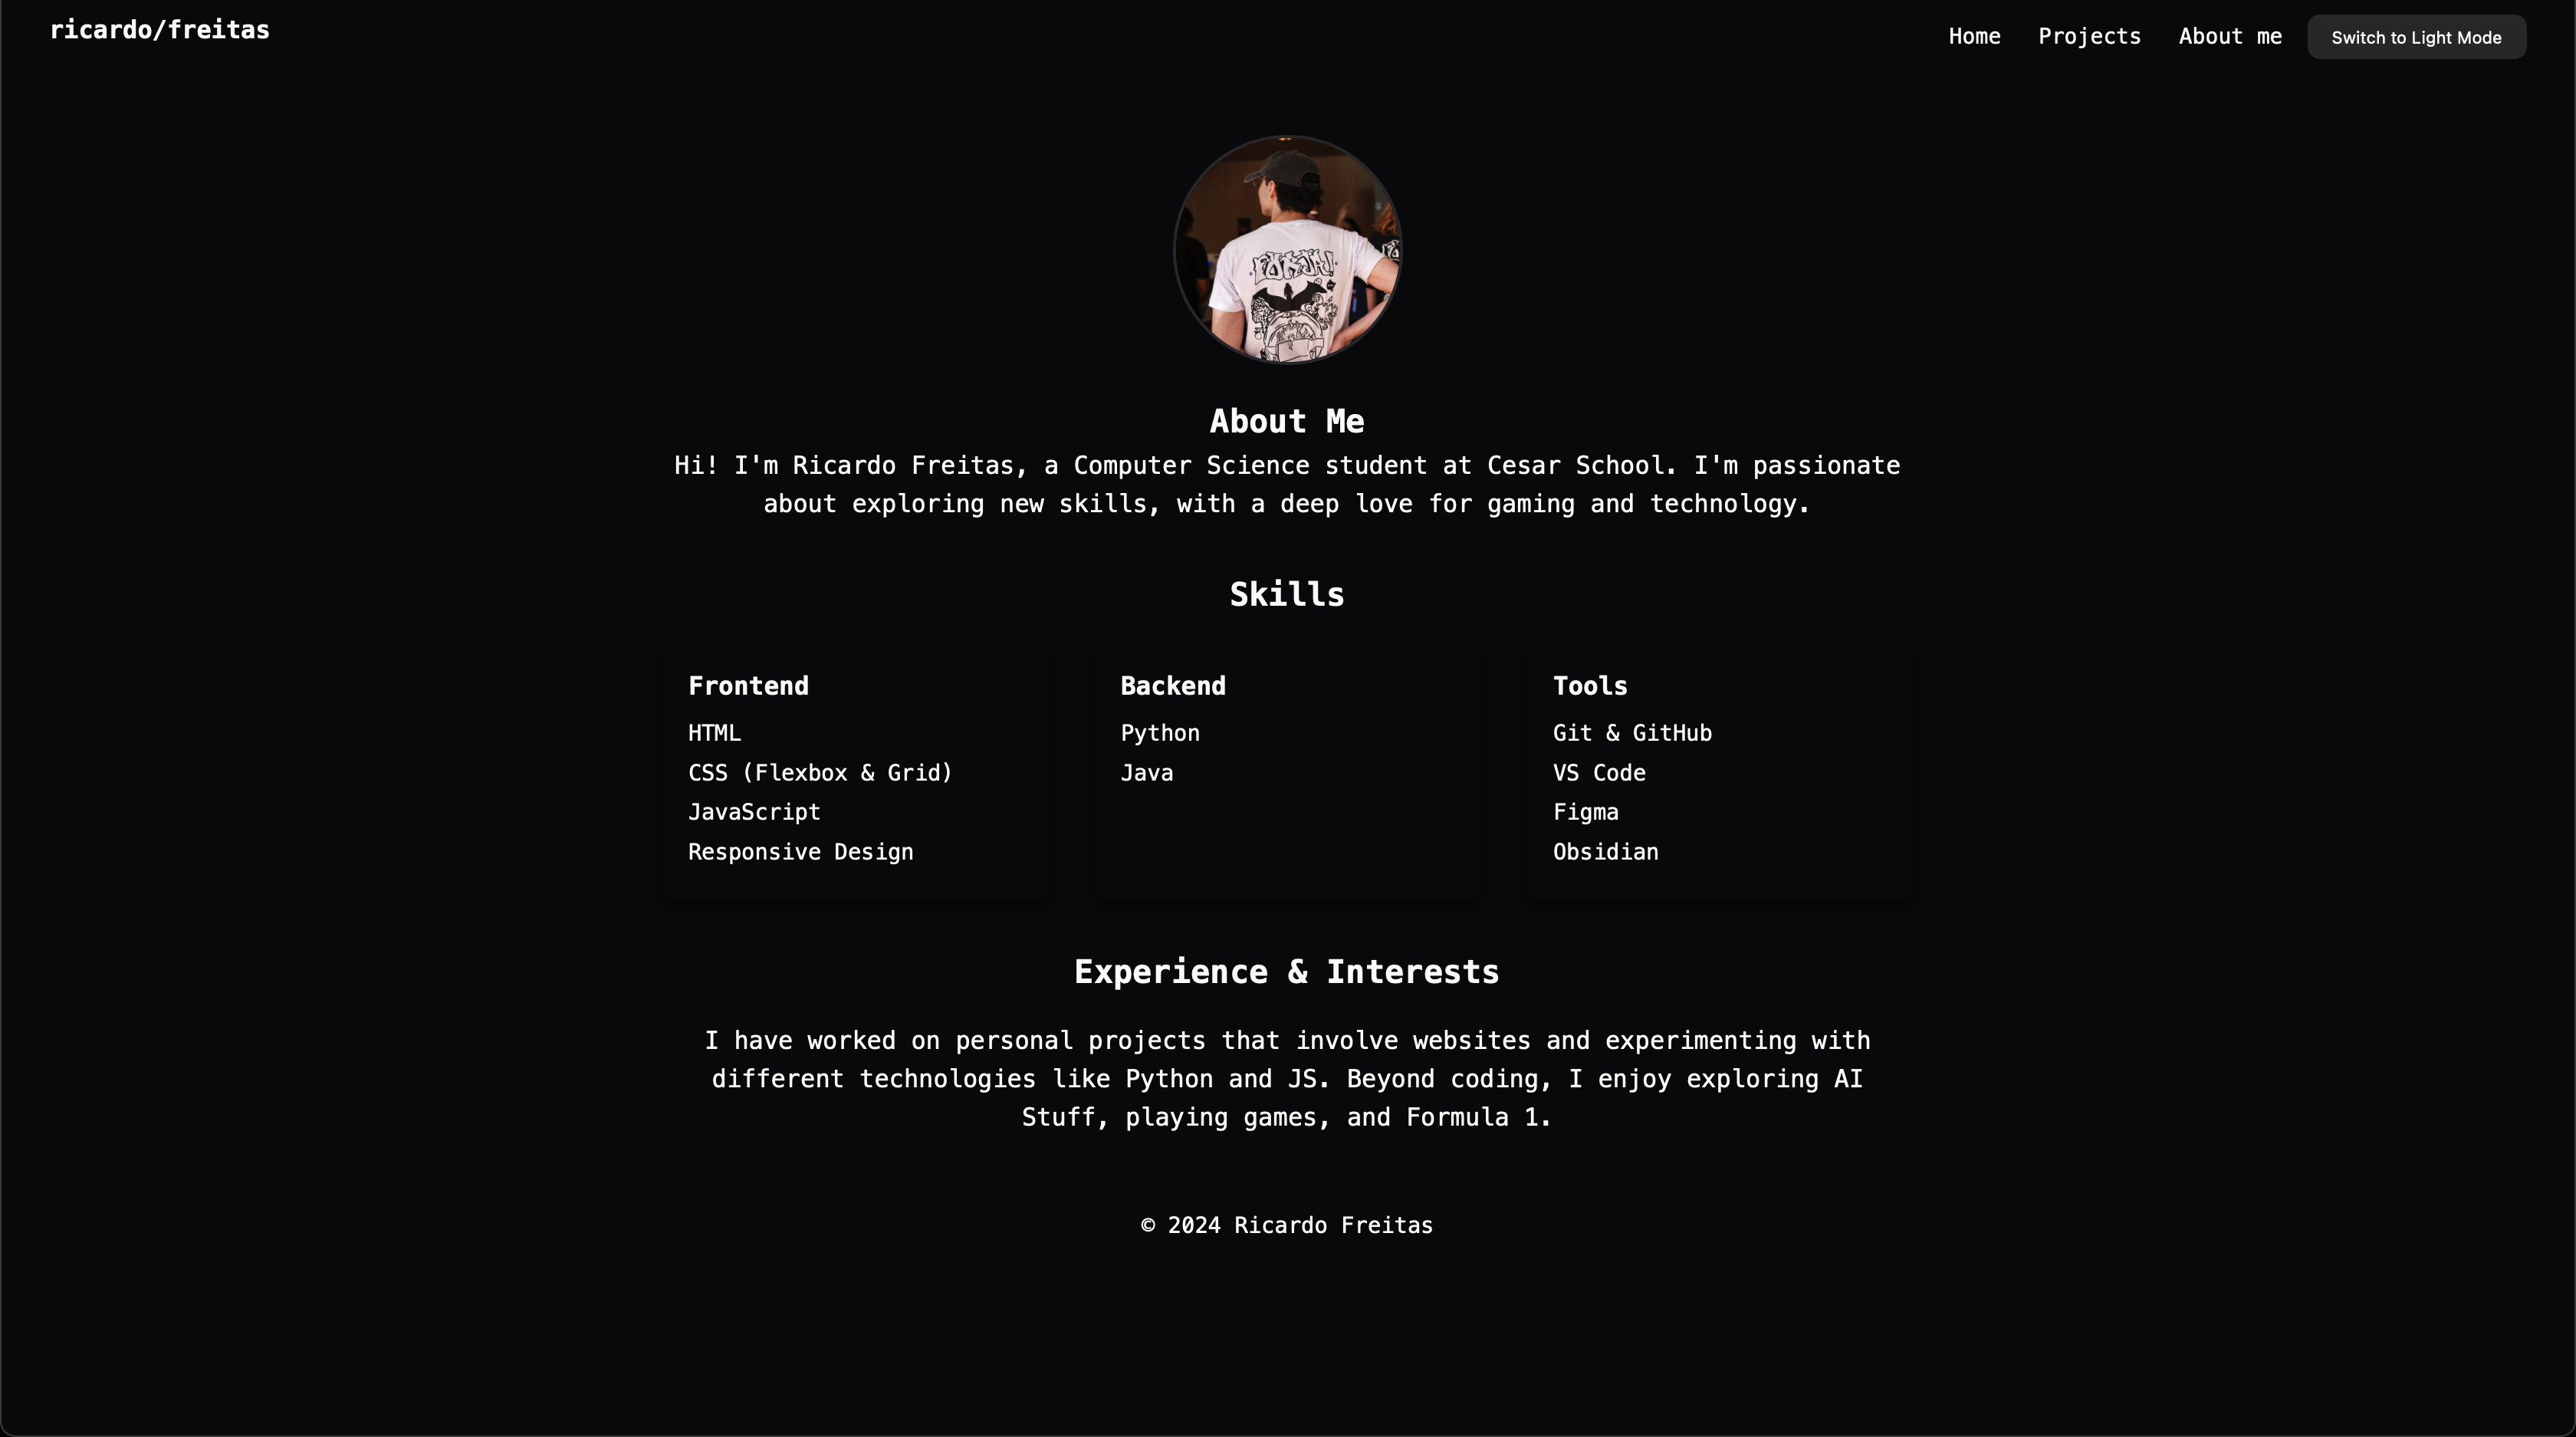 ricardo/freitas
Home Projects About me Switch to Light Mode
FORJA!
About Me
Hi! I'm Ricardo Freitas, a Computer Science student at Cesar School. I'm passionate
about exploring new skills, with a deep love for gaming and technology.
Skills
Frontend
HTML
CSS (Flexbox & Grid)
JavaScript
Responsive Design
Backend
Python
Java
Tools
Git & GitHub
VS Code
Figma
Obsidian
Experience & Interests
I have worked on personal projects that involve websites and experimenting with
different technologies like Python and JS. Beyond coding, I enjoy exploring AI
Stuff, playing games, and Formula 1.
© 2024 Ricardo Freitas